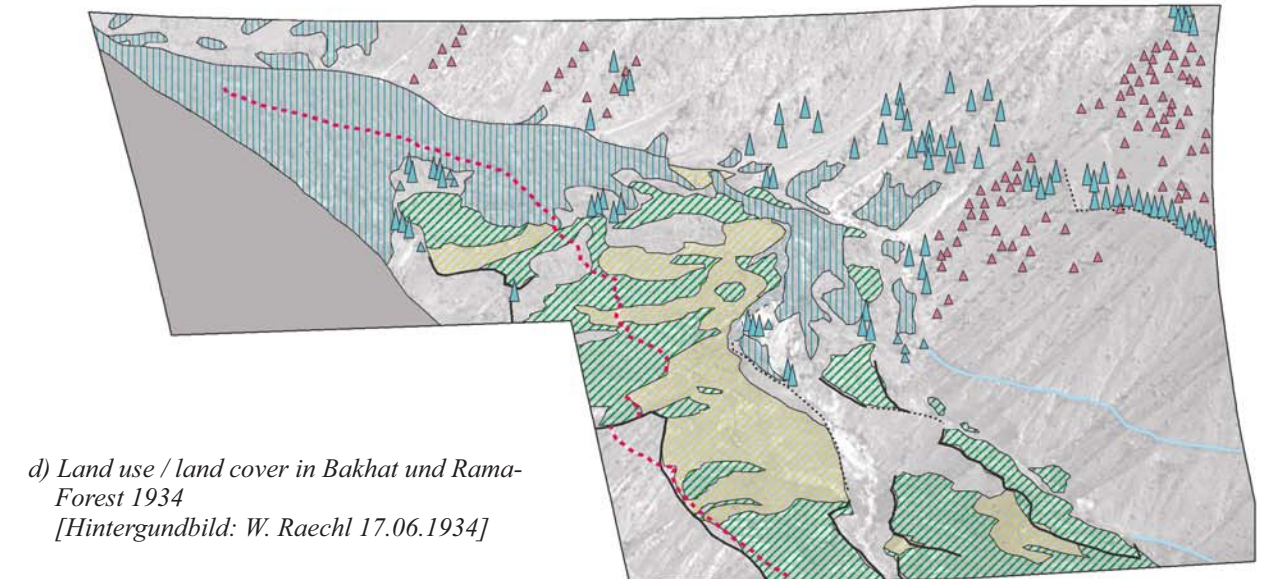 d) Land use / land cover in Bakhat und Rama-
Forest 1934
[Hintergundbild: W. Raechl 17.06.1934]